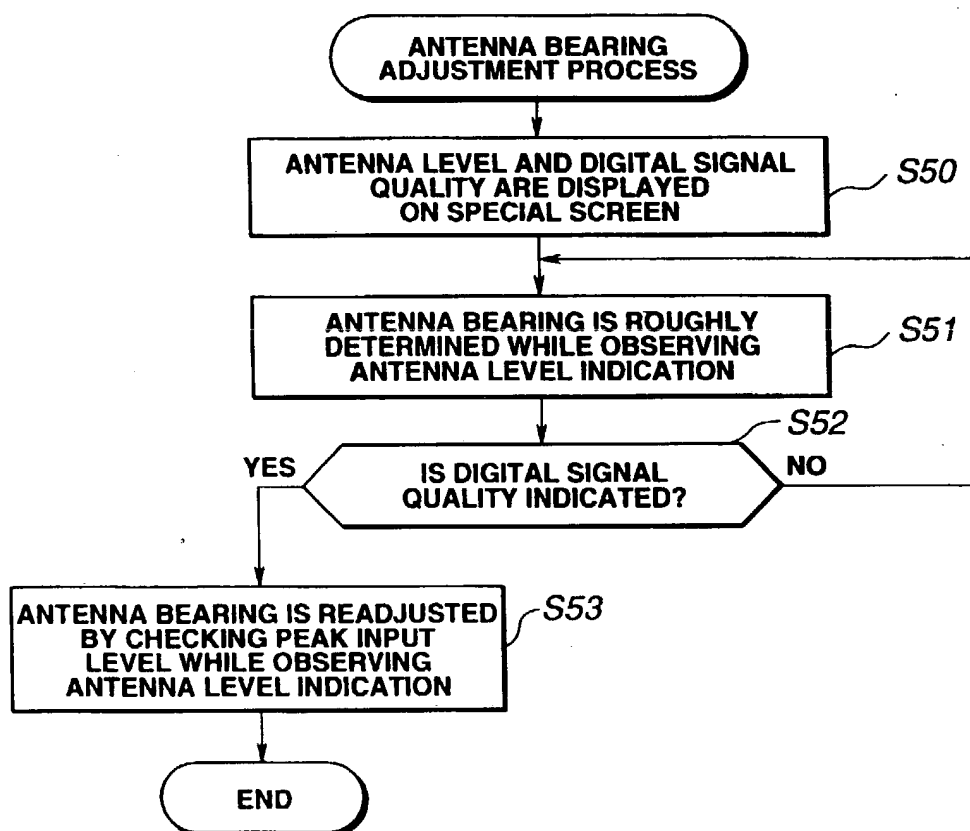 ANTENNA BEARING
ADJUSTMENT PROCESS
ANTENNA LEVEL AND DIGITAL SIGNAL
QUALITY ARE DISPLAYED
ON SPECIAL SCREEN
S50
ANTENNA BEARING IS ROUGHLY
DETERMINED WHILE OBSERVING
ANTENNA LEVEL INDICATION
S51
S52
YES
IS DIGITAL SIGNAL
QUALITY INDICATED?
NO
ANTENNA BEARING IS READJUSTED
BY CHECKING PEAK INPUT
LEVEL WHILE OBSERVING
ANTENNA LEVEL INDICATION
S53
END